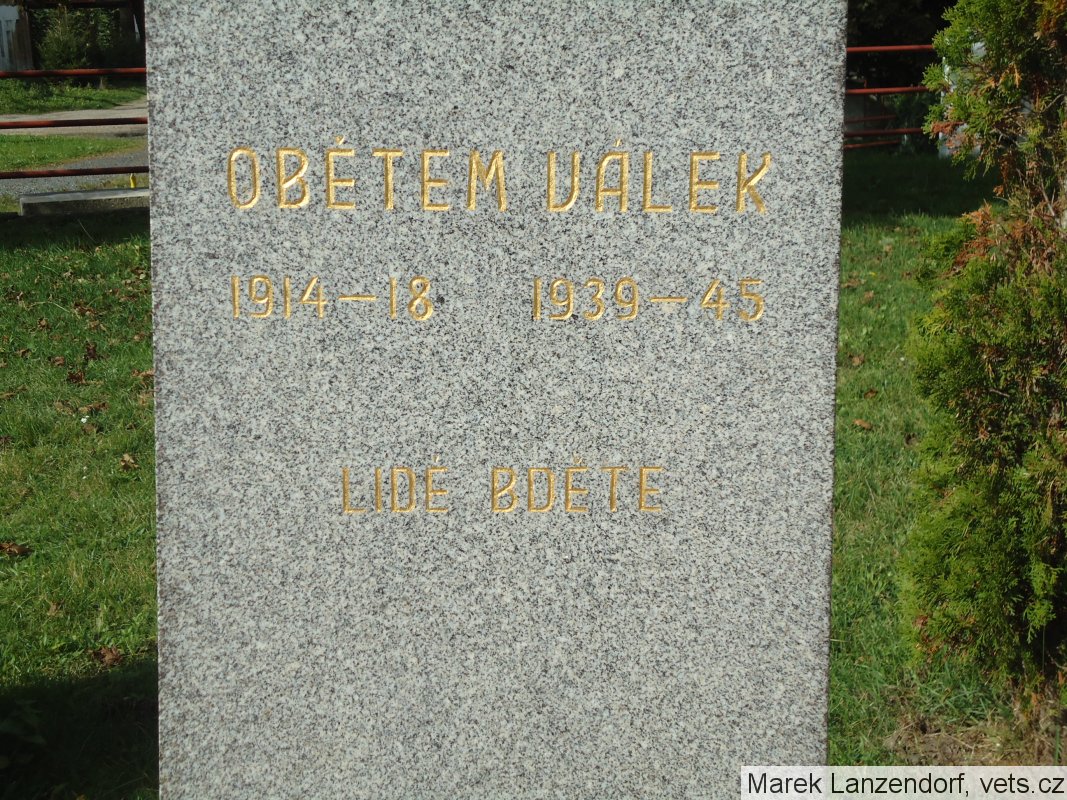 OBĚTEM VÁLEK
1914–18 1939–45
LIDÉ BDĚTE
Marek Lanzendorf, vets.cz